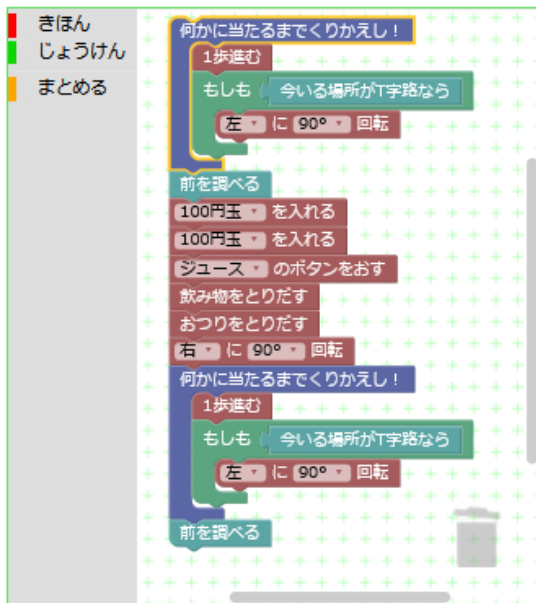 きほん
じょうけん
まとめる
何かに当たるまでくりかえし！
1歩進む
もしも 今いる場所がT字路なら
左 に 90° 回転
前を調べる
100円玉 を入れる
100円玉 を入れる
ジュース のボタンをおす
飲み物をとりだす
おつりをとりだす
右 に 90° 回転
何かに当たるまでくりかえし！
1歩進む
もしも 今いる場所がT字路なら
左 に 90° 回転
前を調べる